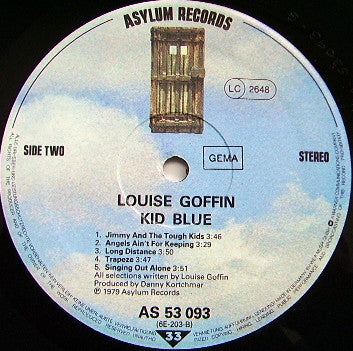 ASYLUM RECORDS
LC 2648
SIDE TWO
GEMA
STEREO
LOUISE GOFFIN
KID BLUE
1. Jimmy And The Tough Kids 3:46
2. Angels Ain't For Keeping 3:29
3. Long Distance 3:50
4. Trapeze 3:47
5. Singing Out Alone 3:51
All selections written by Louise Goffin
Produced by Danny Kortchmar
℗ 1979 Asylum Records
AS 53 093
(6E-203-B)
33